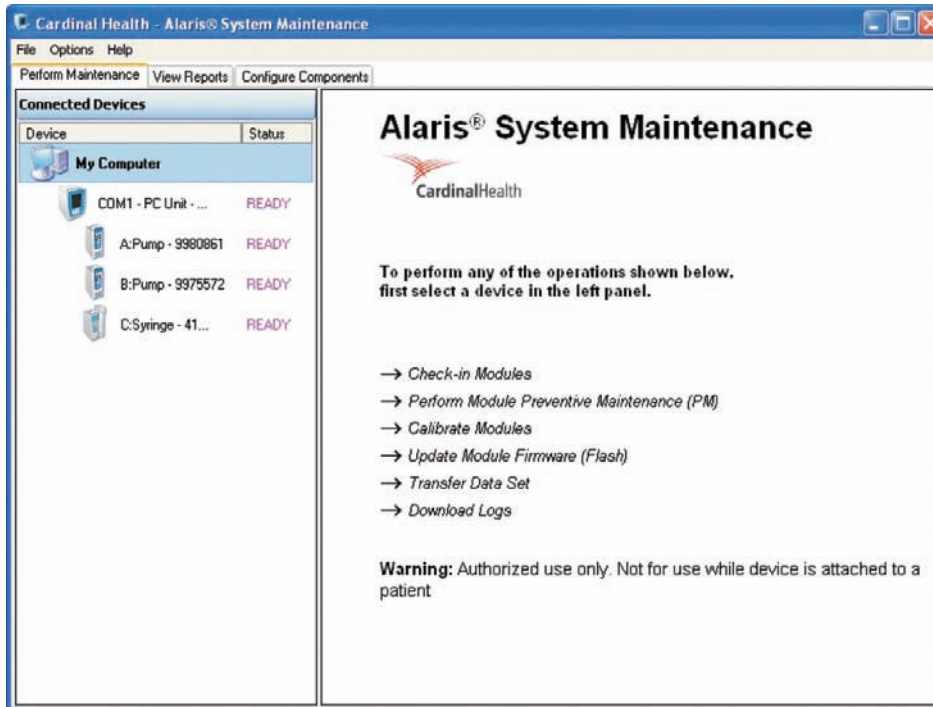 Cardinal Health - Alaris® System Maintenance
File Options Help
Perform Maintenance View Reports Configure Components
Connected Devices
Device Status
My Computer
COM1 - PC Unit - ... READY
A:Pump - 9980861 READY
B:Pump - 9975572 READY
C:Syringe - 41... READY
Alaris® System Maintenance
CardinalHealth
To perform any of the operations shown below,
first select a device in the left panel.
→ Check-in Modules
→ Perform Module Preventive Maintenance (PM)
→ Calibrate Modules
→ Update Module Firmware (Flash)
→ Transfer Data Set
→ Download Logs
Warning: Authorized use only. Not for use while device is attached to a
patient